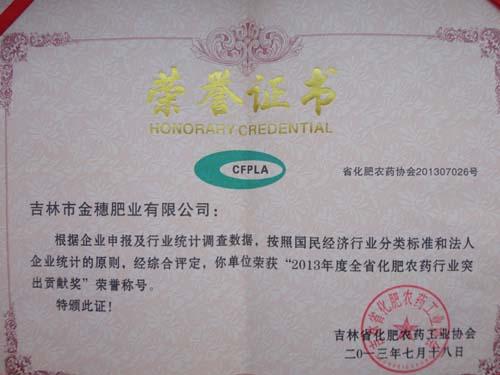 荣誉证书
HONORARY CREDENTIAL
CFPLA
省化肥农药协会201307026号
吉林市金穗肥业有限公司：
根据企业申报及行业统计调查数据，按照国民经济行业分类标准和法人
企业统计的原则，经综合评定，你单位荣获“2013年度全省化肥农药行业突
出贡献奖”荣誉称号。
特颁此证！
吉林省化肥农药工业协会
二〇一三年七月十八日